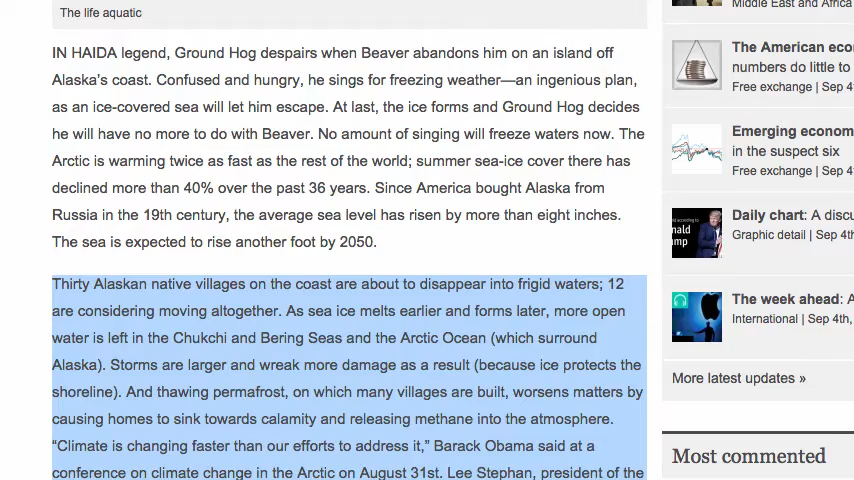 The life aquatic
IN HAIDA legend, Ground Hog despairs when Beaver abandons him on an island off
Alaska's coast. Confused and hungry, he sings for freezing weather—an ingenious plan,
as an ice-covered sea will let him escape. At last, the ice forms and Ground Hog decides
he will have no more to do with Beaver. No amount of singing will freeze waters now. The
Arctic is warming twice as fast as the rest of the world; summer sea-ice cover there has
declined more than 40% over the past 36 years. Since America bought Alaska from
Russia in the 19th century, the average sea level has risen by more than eight inches.
The sea is expected to rise another foot by 2050.
Thirty Alaskan native villages on the coast are about to disappear into frigid waters; 12
are considering moving altogether. As sea ice melts earlier and forms later, more open
water is left in the Chukchi and Bering Seas and the Arctic Ocean (which surround
Alaska). Storms are larger and wreak more damage as a result (because ice protects the
shoreline). And thawing permafrost, on which many villages are built, worsens matters by
causing homes to sink towards calamity and releasing methane into the atmosphere.
“Climate is changing faster than our efforts to address it,” Barack Obama said at a
conference on climate change in the Arctic on August 31st. Lee Stephan, president of the
Middle East and Africa
The American eco
numbers do little to
Free exchange | Sep 4
Emerging econom
in the suspect six
Free exchange | Sep 4
Daily chart: A discu
Graphic detail | Sep 4th
The week ahead: A
International | Sep 4th,
More latest updates »
Most commented